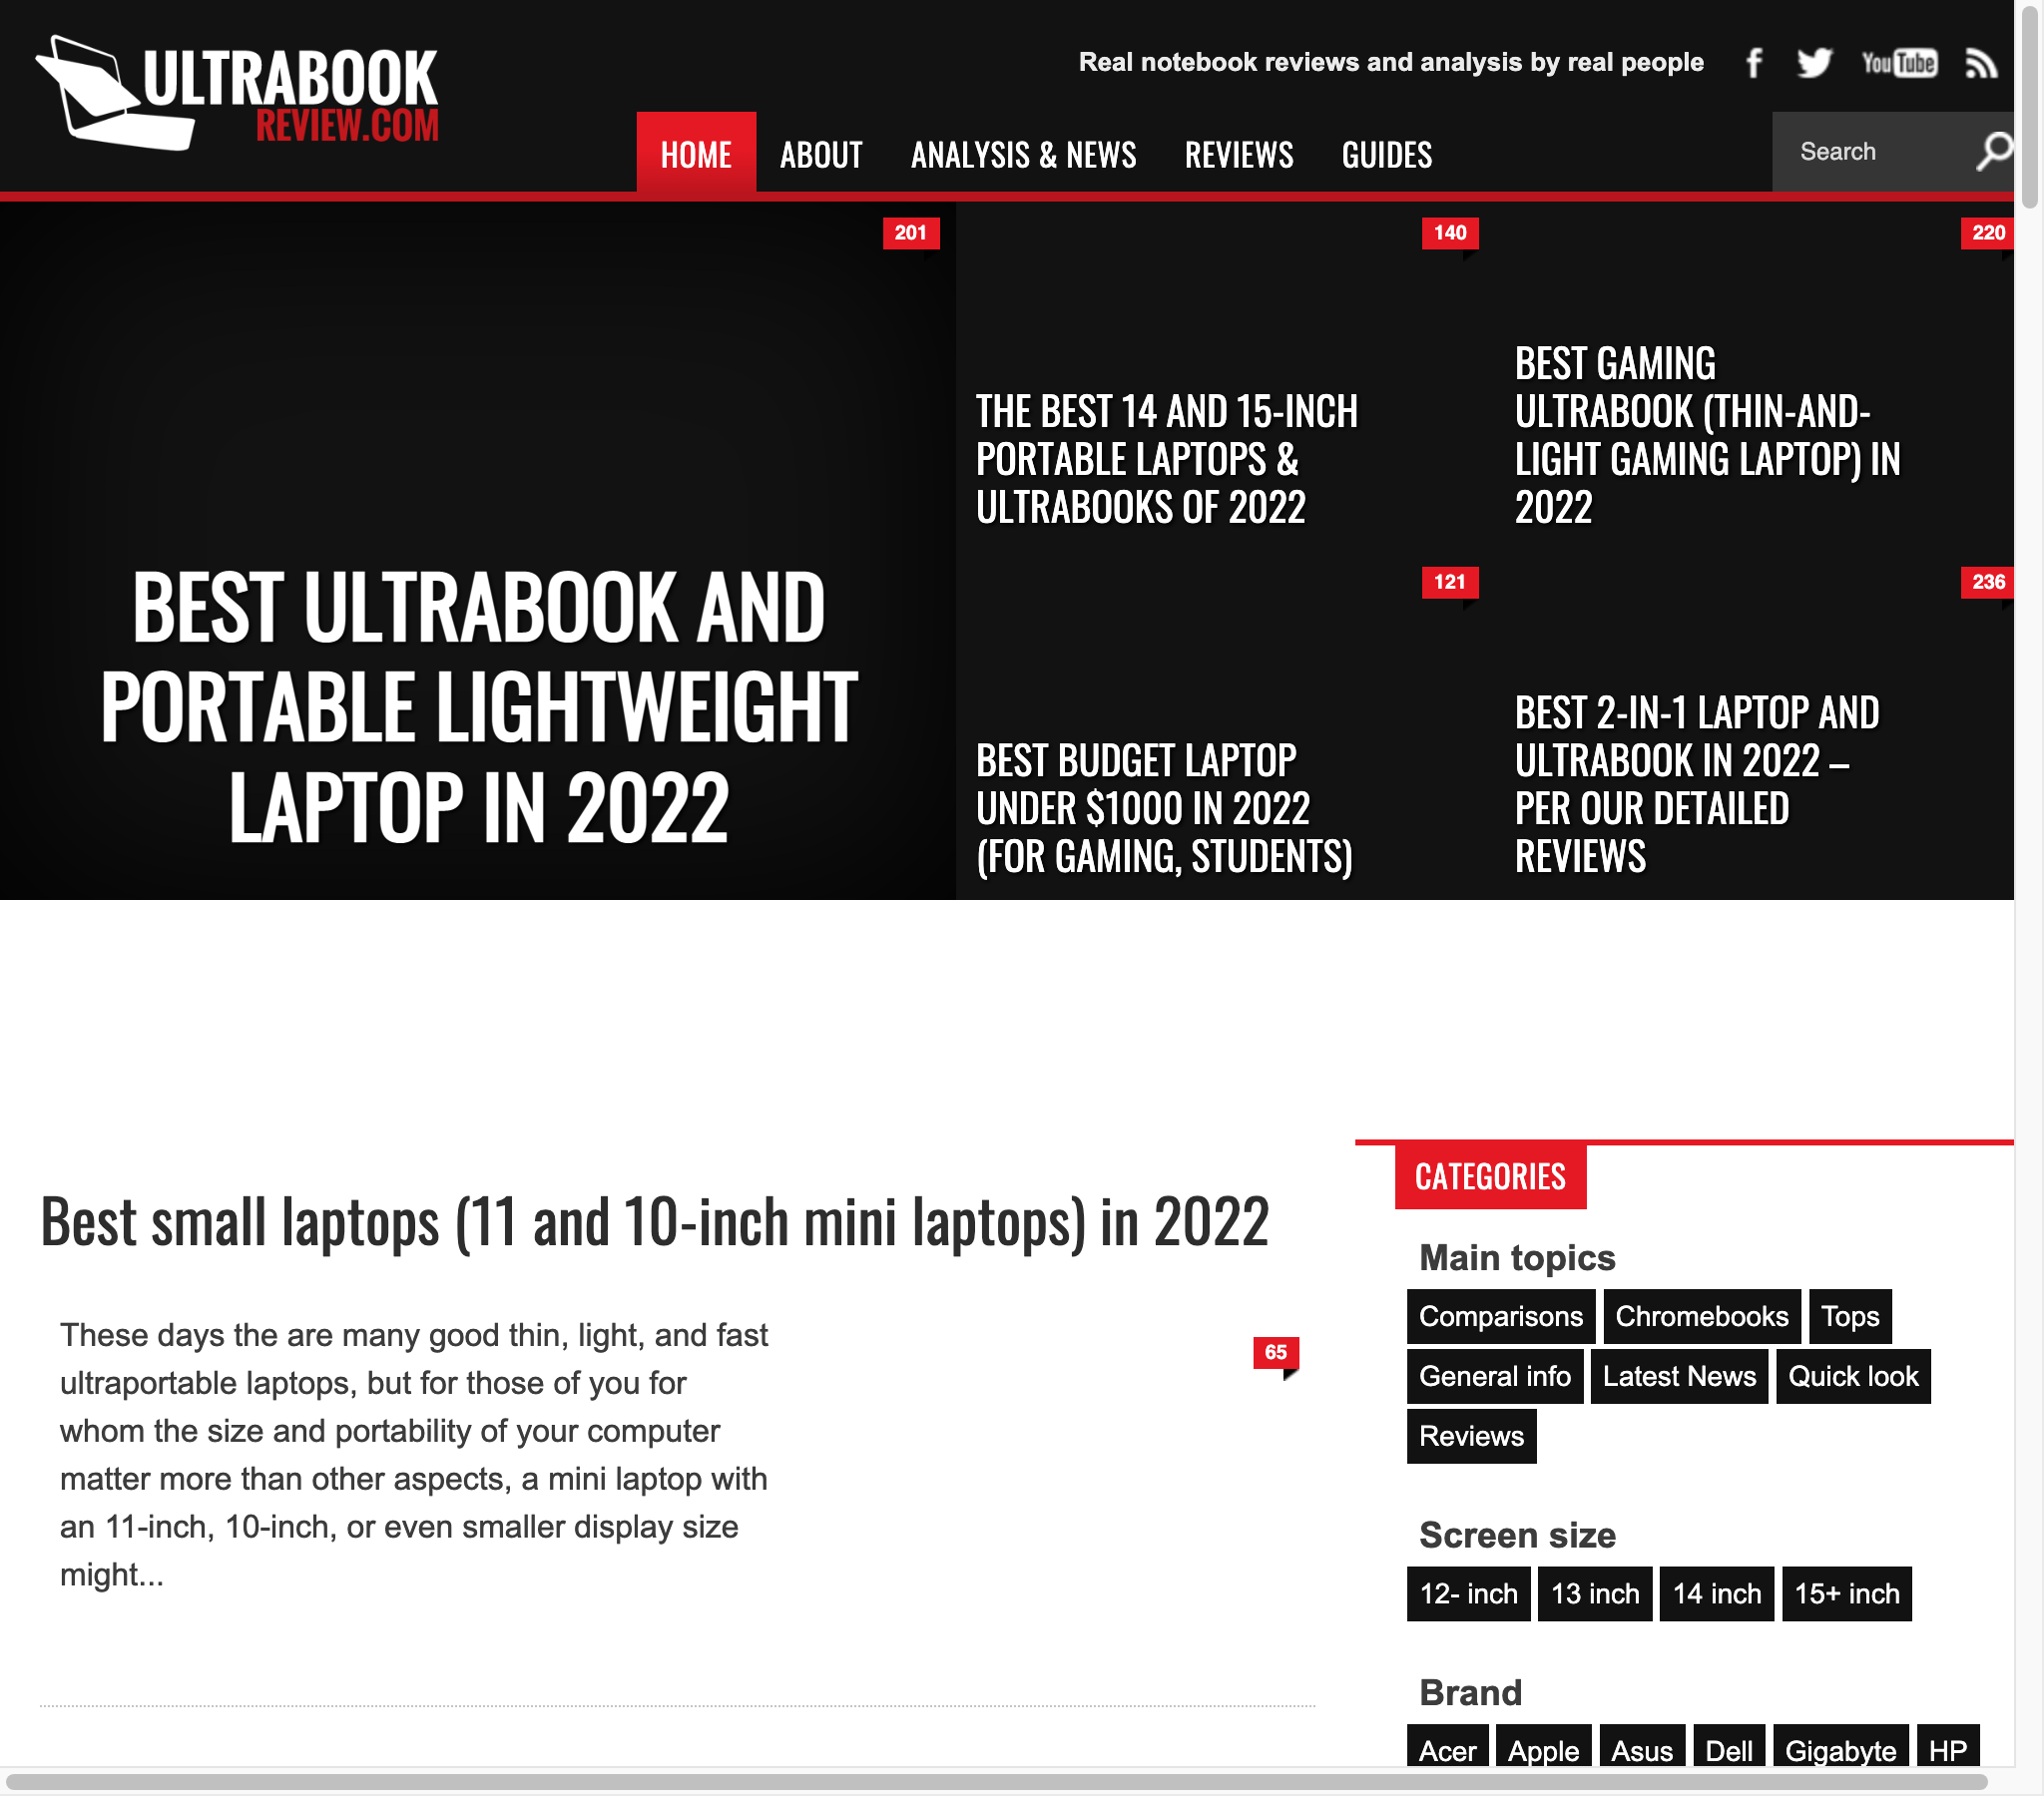 ULTRABOOK
REVIEW.COM
Real notebook reviews and analysis by real people
f
You Tube
HOME
ABOUT
ANALYSIS & NEWS
REVIEWS
GUIDES
Search
201
BEST ULTRABOOK AND
PORTABLE LIGHTWEIGHT
LAPTOP IN 2022
140
THE BEST 14 AND 15-INCH
PORTABLE LAPTOPS &
ULTRABOOKS OF 2022
220
BEST GAMING
ULTRABOOK (THIN-AND-
LIGHT GAMING LAPTOP) IN
2022
121
BEST BUDGET LAPTOP
UNDER $1000 IN 2022
(FOR GAMING, STUDENTS)
236
BEST 2-IN-1 LAPTOP AND
ULTRABOOK IN 2022 –
PER OUR DETAILED
REVIEWS
Best small laptops (11 and 10-inch mini laptops) in 2022
These days the are many good thin, light, and fast
ultraportable laptops, but for those of you for
whom the size and portability of your computer
matter more than other aspects, a mini laptop with
an 11-inch, 10-inch, or even smaller display size
might...
65
CATEGORIES
Main topics
Comparisons Chromebooks Tops
General info Latest News Quick look
Reviews
Screen size
12- inch 13 inch 14 inch 15+ inch
Brand
Acer Apple Asus Dell Gigabyte HP